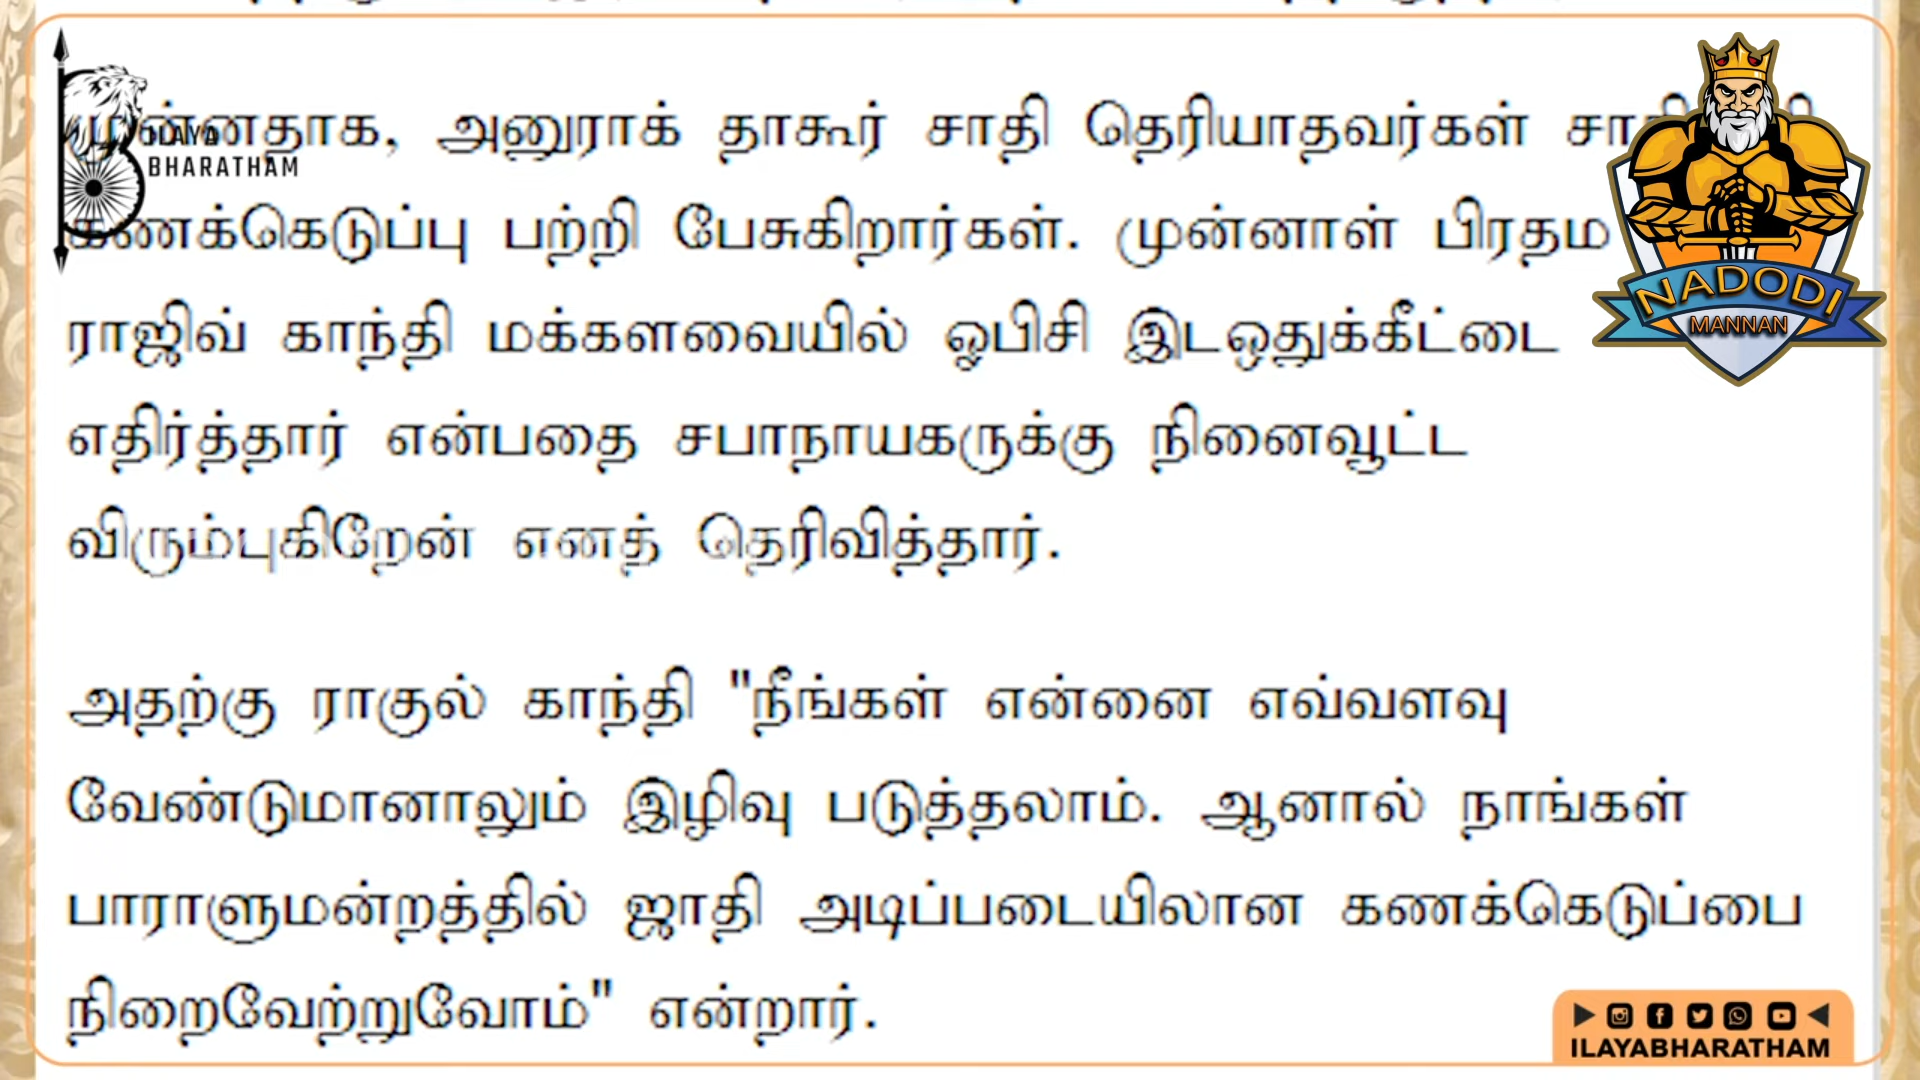 அனுராக் தாகூர் சாதி தெரியாதவர்கள்
ILAYA
BHARATHAM
கணக்கெடுப்பு பற்றி பேசுகிறார்கள். முன்னாள் பிரதம
ராஜிவ் காந்தி மக்களவையில் ஓபிசி இடஒதுக்கீட்டை
எதிர்த்தார் என்பதை சபாநாயகருக்கு நினைவூட்ட
விரும்புகிறேன் எனத் தெரிவித்தார்.
NADODI
MANNAN
அதற்கு ராகுல் காந்தி "நீங்கள் என்னை எவ்வளவு
வேண்டுமானாலும் இழிவு படுத்தலாம். ஆனால் நாங்கள்
பாராளுமன்றத்தில் ஜாதி அடிப்படையிலான கணக்கெடுப்பை
நிறைவேற்றுவோம்" என்றார்.
ILAYABHARATHAM